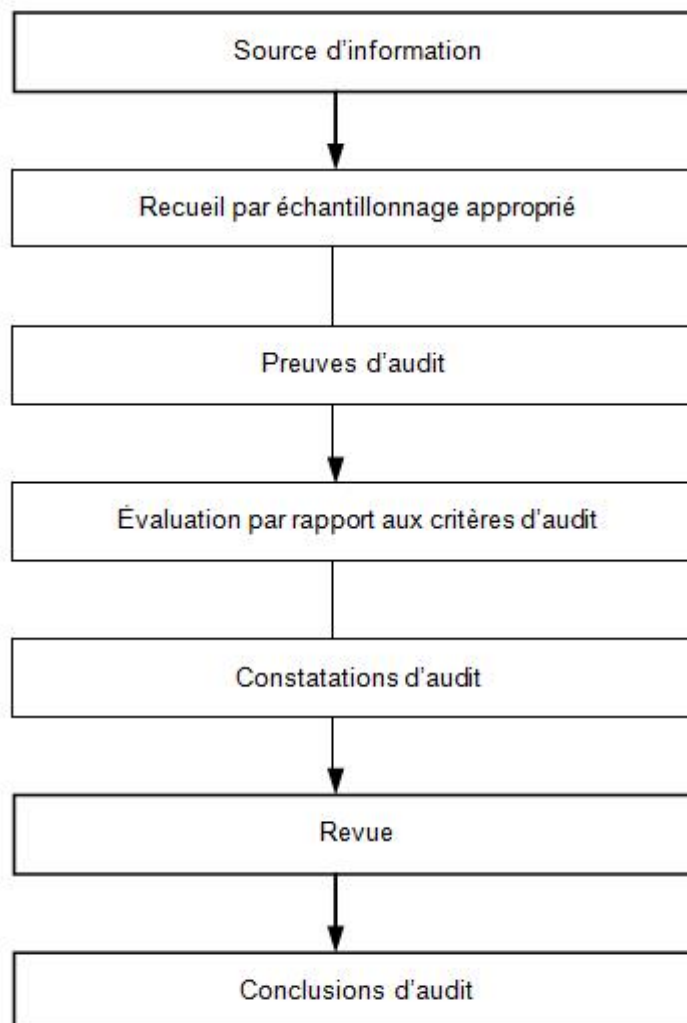 Source d'information
Recueil par échantillonnage approprié
Preuves d'audit
Évaluation par rapport aux critères d'audit
Constatations d'audit
Revue
Conclusions d'audit